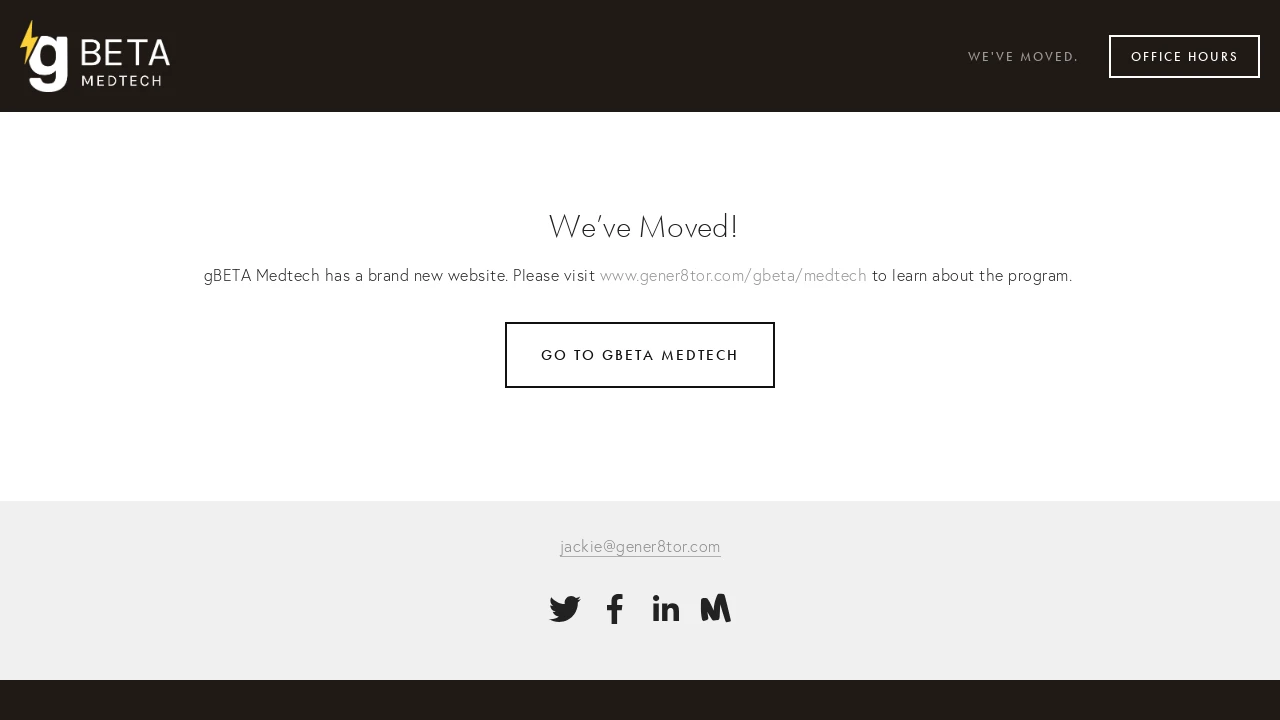 g BETA
MEDTECH
WE'VE MOVED.
OFFICE HOURS
We've Moved!
gBETA Medtech has a brand new website. Please visit www.gener8tor.com/gbeta/medtech to learn about the program.
GO TO GBETA MEDTECH
jackie@gener8tor.com